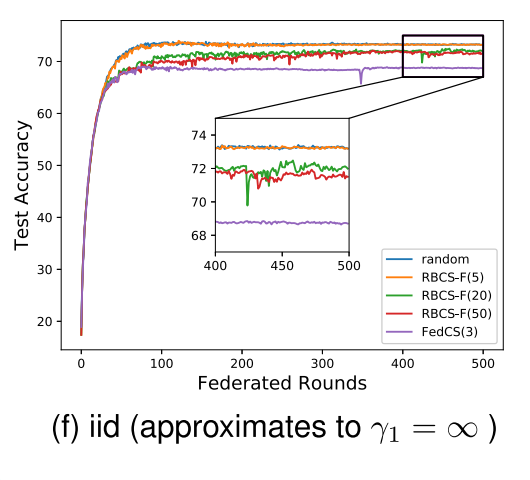 Test Accuracy
70
60
50
40
30
20
74
72
70
68
400 450 500
random
RBCS-F(5)
RBCS-F(20)
RBCS-F(50)
FedCS(3)
0 100 200 300 400 500
Federated Rounds
(f) iid (approximates to γ₁ = ∞ )